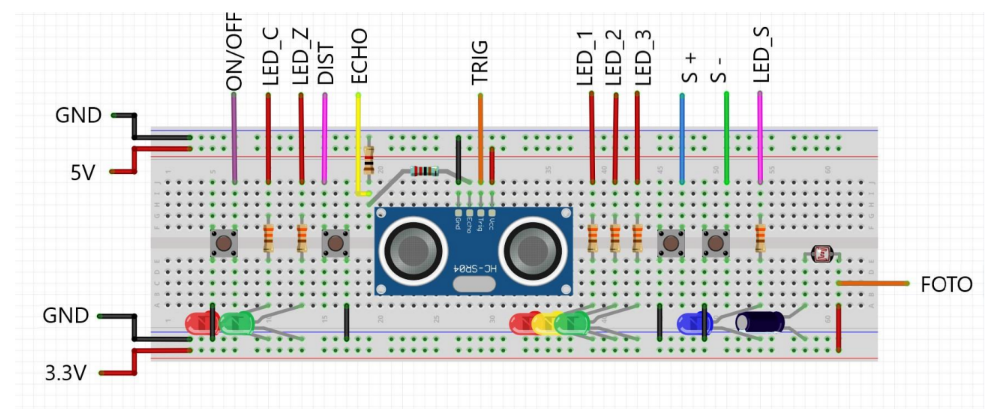 ON/OFF
LED_C
LED_Z
DIST
ECHO
TRIG
LED_1
LED_2
LED_3
S +
S -
LED_S
GND
5V
Gnd
Echo
Trig
Vcc
HC-SR04
FOTO
GND
3.3V